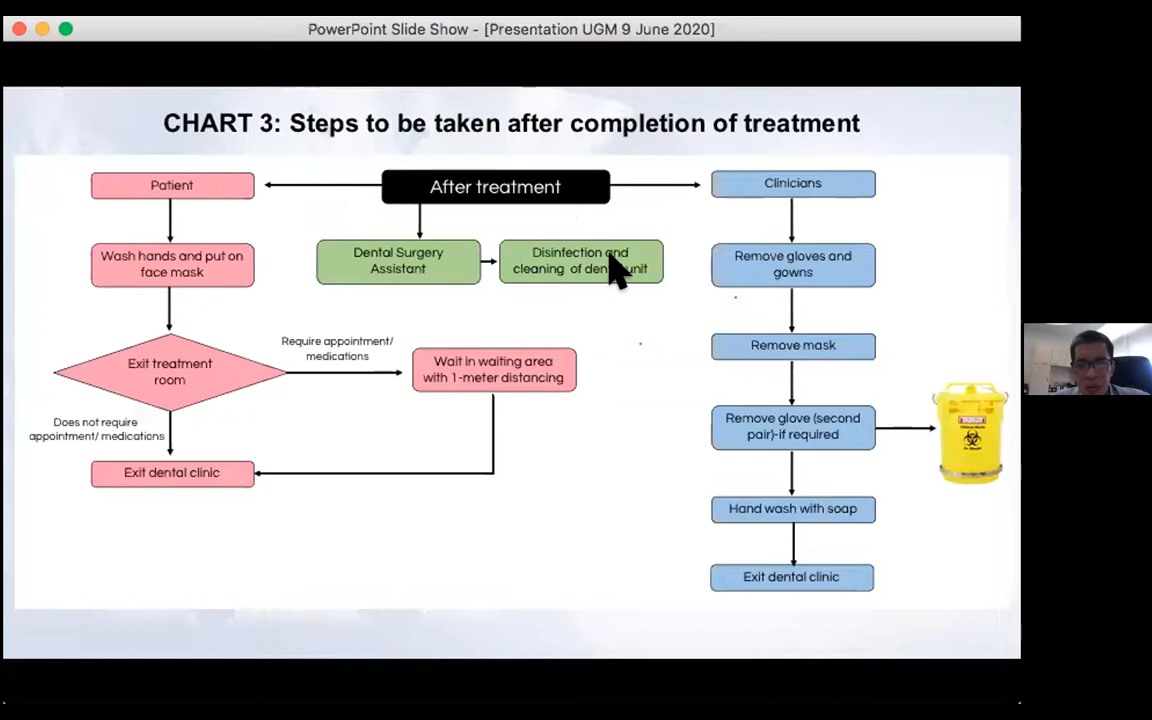 PowerPoint Slide Show - [Presentation UGM 9 June 2020]
CHART 3: Steps to be taken after completion of treatment
Patient
After treatment
Clinicians
Wash hands and put on
face mask
Dental Surgery
Assistant
Disinfection and
cleaning of dental unit
Remove gloves and
gowns
Exit treatment
room
Require appointment/
medications
Wait in waiting area
with 1-meter distancing
Remove mask
Does not require
appointment/ medications
Remove glove (second
pair)-if required
Exit dental clinic
Hand wash with soap
Exit dental clinic